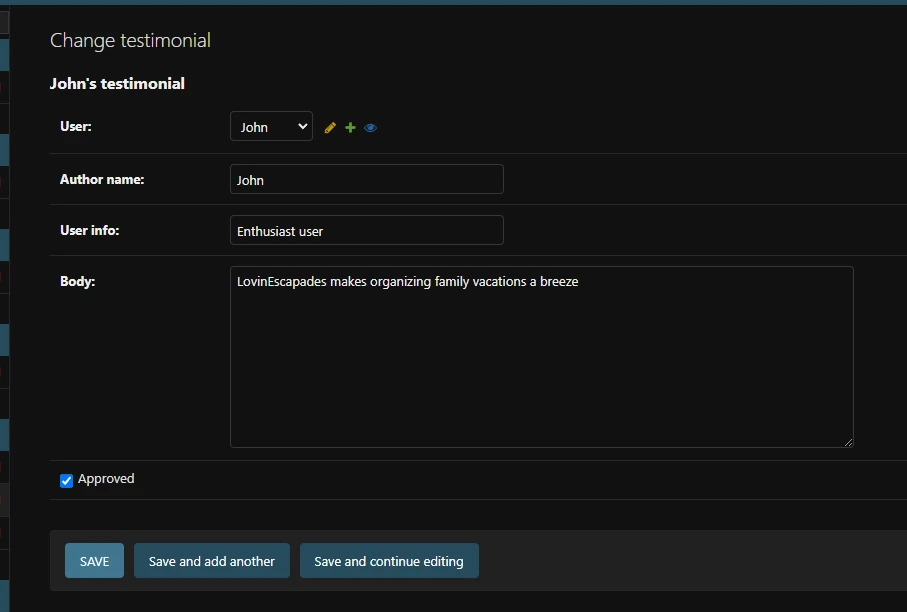 Change testimonial
John's testimonial
User: John
Author name: John
User info: Enthusiast user
Body: LovinEscapades makes organizing family vacations a breeze
Approved
SAVE Save and add another Save and continue editing